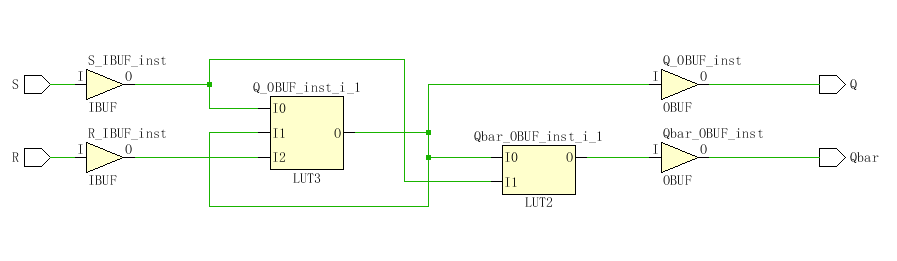 S_IBUF_inst
S
I
O
IBUF
R_IBUF_inst
R
I
O
IBUF
Q_OBUF_inst_i_1
I0
I1
I2
O
LUT3
Qbar_OBUF_inst_i_1
I0
I1
O
LUT2
Q_OBUF_inst
I
O
Q
OBUF
Qbar_OBUF_inst
I
O
Qbar
OBUF